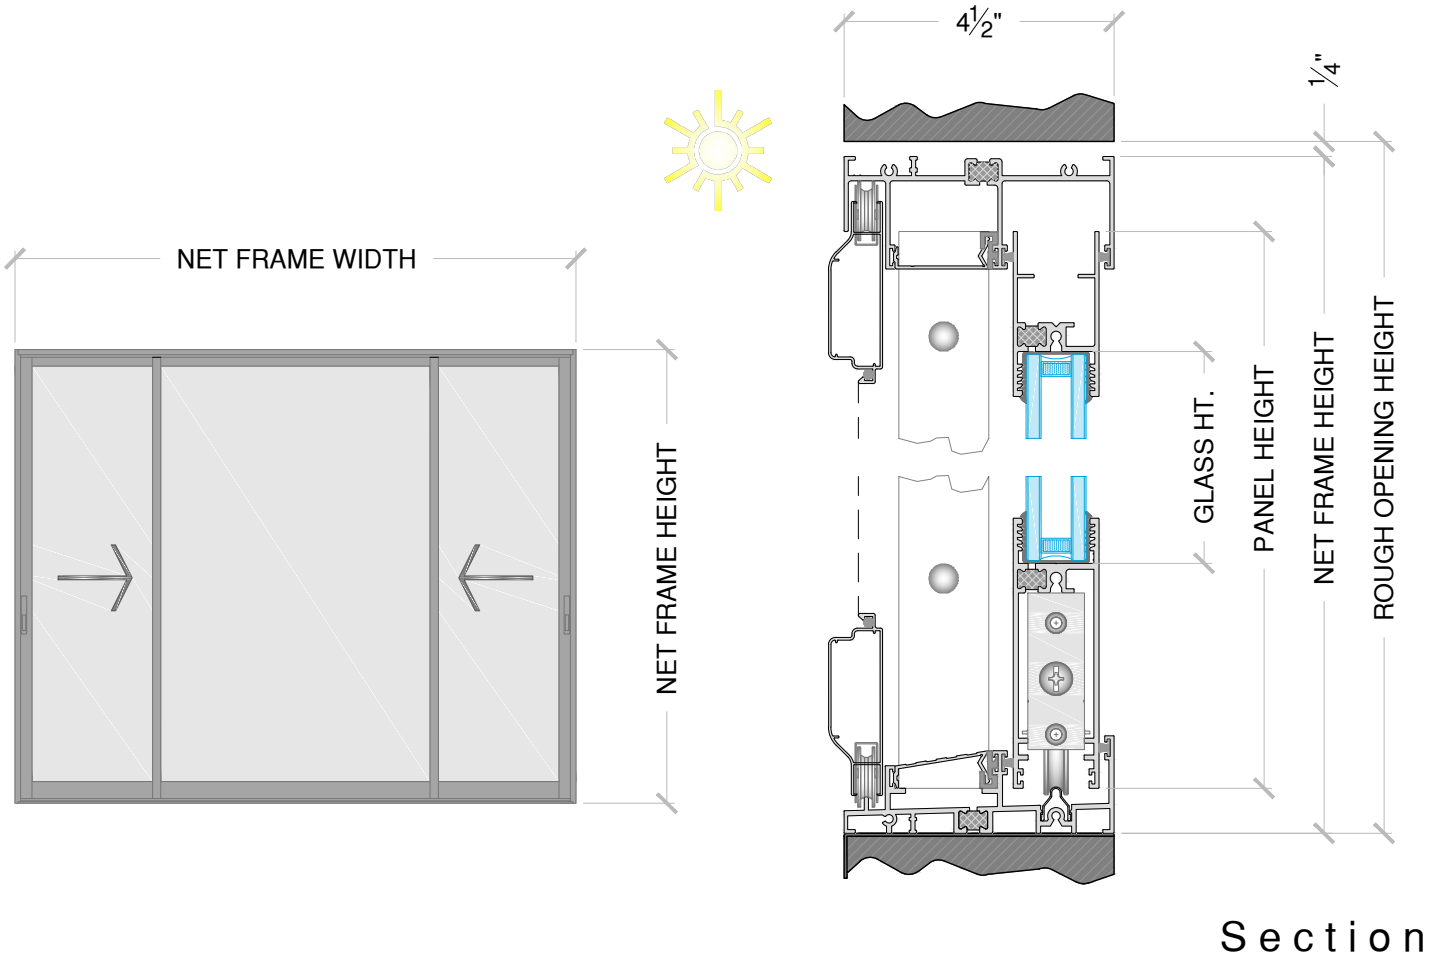 4½"
¼"
NET FRAME WIDTH
NET FRAME HEIGHT
GLASS HT.
PANEL HEIGHT
NET FRAME HEIGHT
ROUGH OPENING HEIGHT
Section